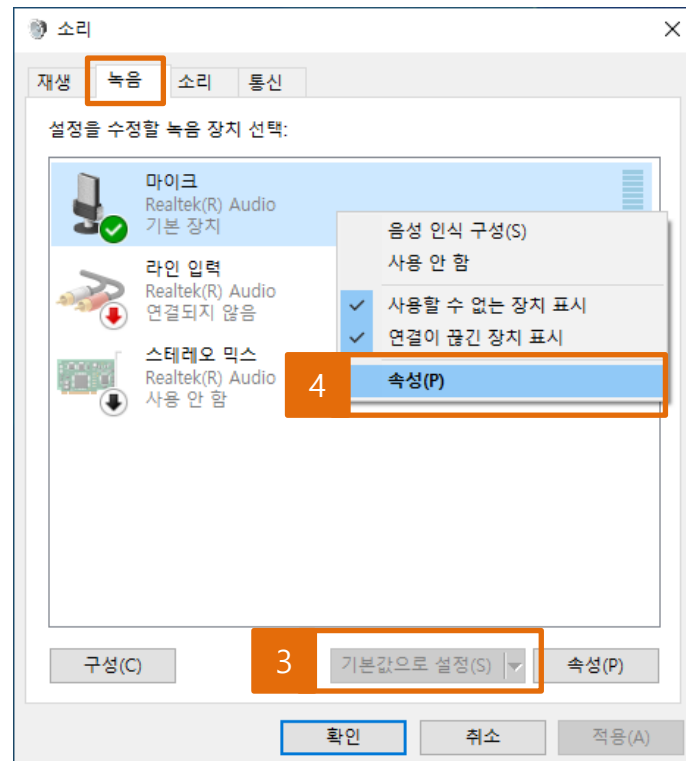 소리
재생 녹음 소리 통신
설정을 수정할 녹음 장치 선택:
마이크
Realtek(R) Audio
기본 장치
음성 인식 구성(S)
사용 안 함
라인 입력
Realtek(R) Audio
연결되지 않음
사용할 수 없는 장치 표시
연결이 끊긴 장치 표시
스테레오 믹스
Realtek(R) Audio
사용 안 함
4 속성(P)
구성(C) 3 기본값으로 설정(S) 속성(P)
확인 취소 적용(A)